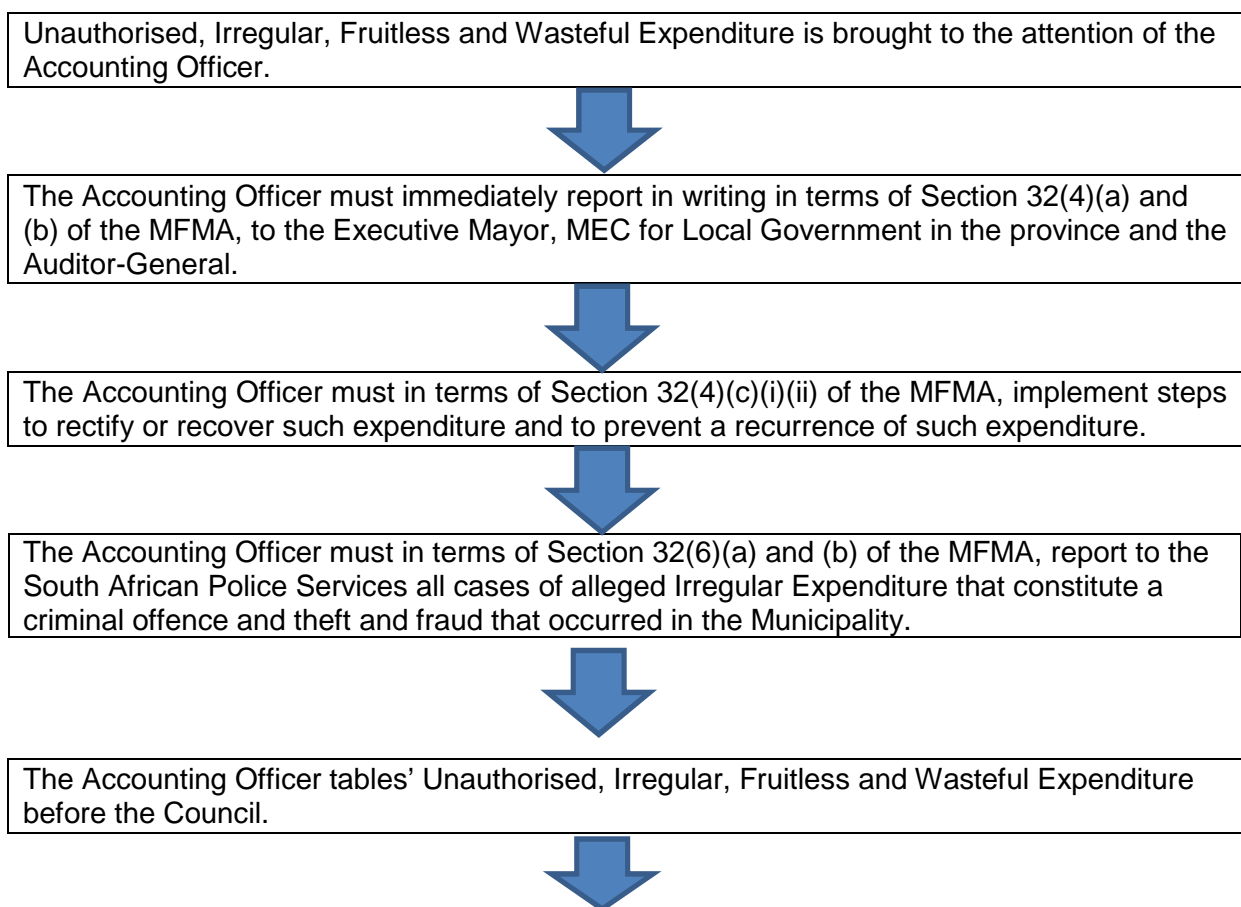 Unauthorised, Irregular, Fruitless and Wasteful Expenditure is brought to the attention of the
Accounting Officer.
The Accounting Officer must immediately report in writing in terms of Section 32(4)(a) and
(b) of the MFMA, to the Executive Mayor, MEC for Local Government in the province and the
Auditor-General.
The Accounting Officer must in terms of Section 32(4)(c)(i)(ii) of the MFMA, implement steps
to rectify or recover such expenditure and to prevent a recurrence of such expenditure.
The Accounting Officer must in terms of Section 32(6)(a) and (b) of the MFMA, report to the
South African Police Services all cases of alleged Irregular Expenditure that constitute a
criminal offence and theft and fraud that occurred in the Municipality.
The Accounting Officer tables’ Unauthorised, Irregular, Fruitless and Wasteful Expenditure
before the Council.